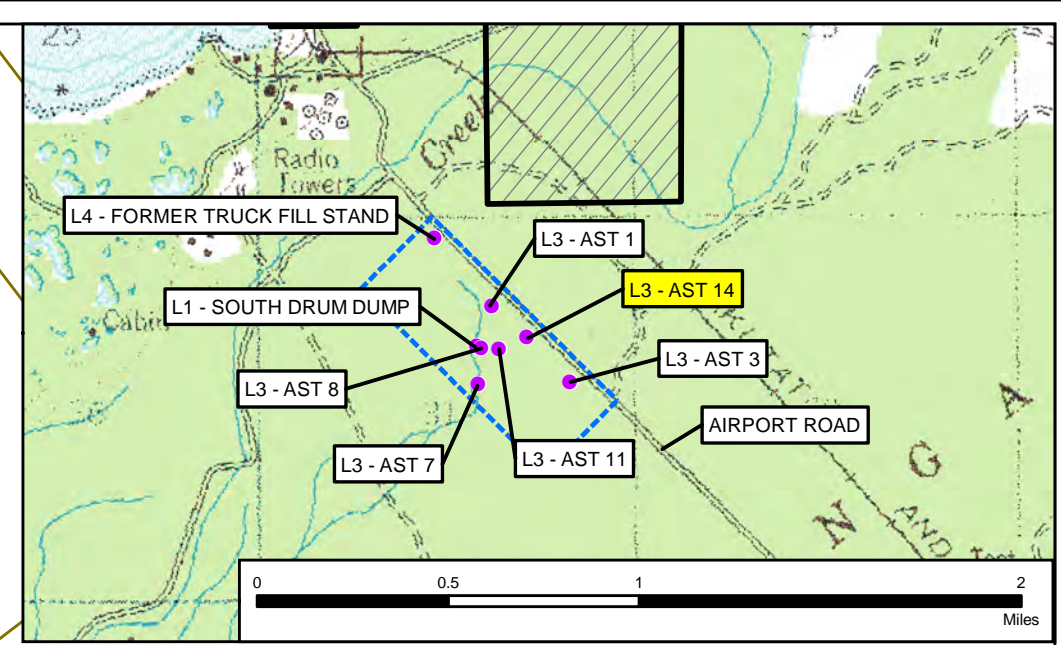 25
Radio
Towers
Creek
L4 - FORMER TRUCK FILL STAND
L3 - AST 1
L3 - AST 14
L1 - SOUTH DRUM DUMP
Cabin
L3 - AST 3
L3 - AST 8
AIRPORT ROAD
L3 - AST 7
L3 - AST 11
N G A
AND
0
0.5
1
2
Miles